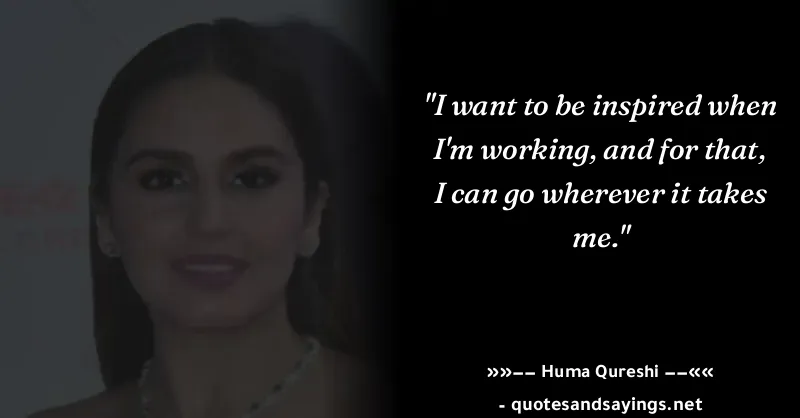 "I want to be inspired when
I'm working, and for that,
I can go wherever it takes
me."
»»–– Huma Qureshi ––««
- quotesandsayings.net